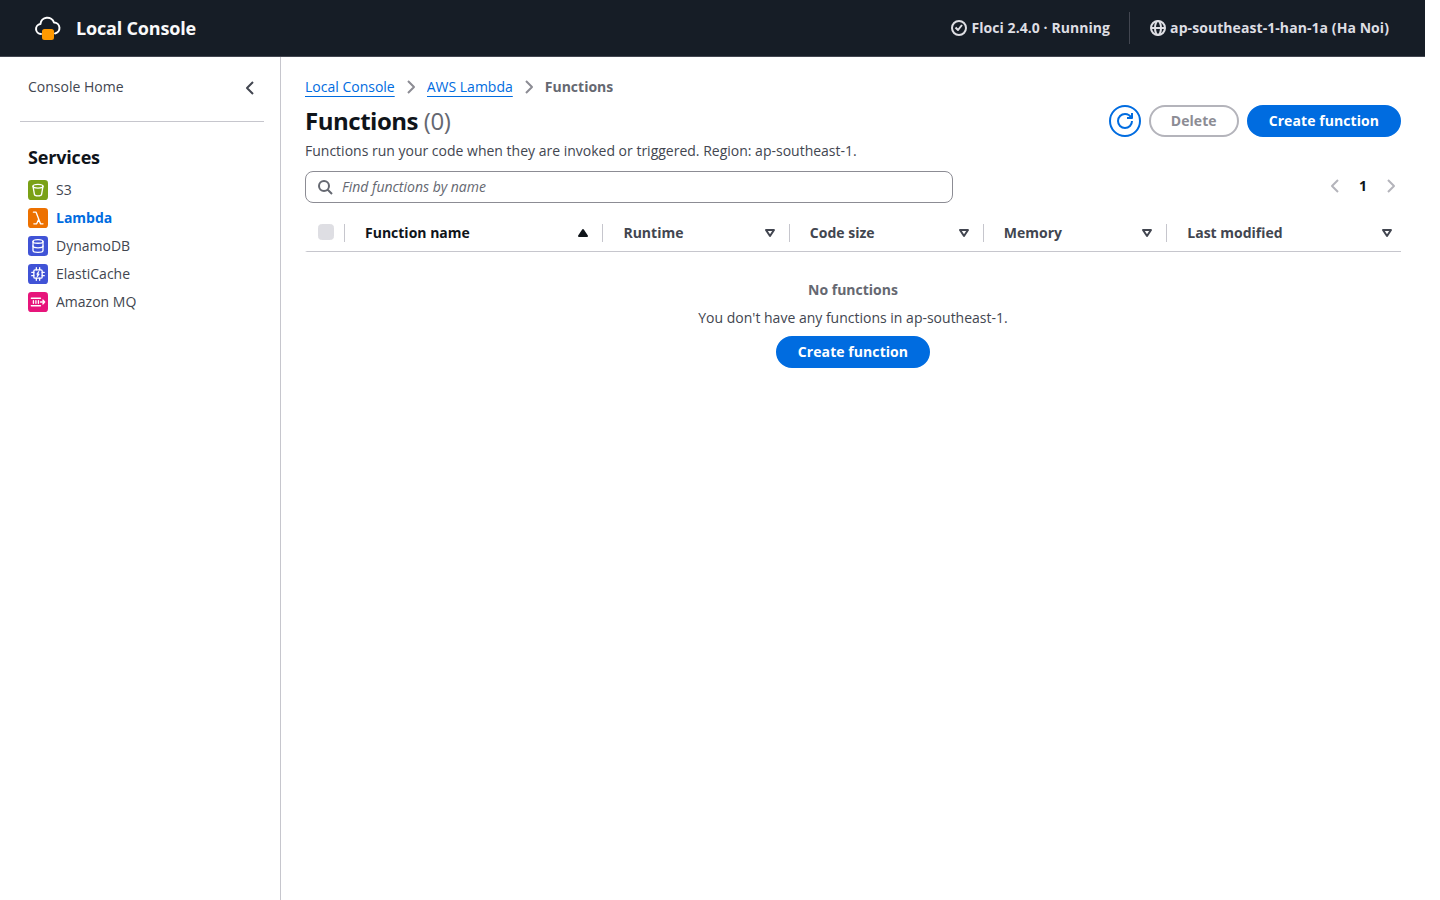 Local Console
Floci 2.4.0 · Running
ap-southeast-1-han-1a (Ha Noi)
Console Home
Services
S3
Lambda
DynamoDB
ElastiCache
Amazon MQ
Local Console > AWS Lambda > Functions
Functions (0)
Delete
Create function
Functions run your code when they are invoked or triggered. Region: ap-southeast-1.
Find functions by name
1
Function name
Runtime
Code size
Memory
Last modified
No functions
You don't have any functions in ap-southeast-1.
Create function